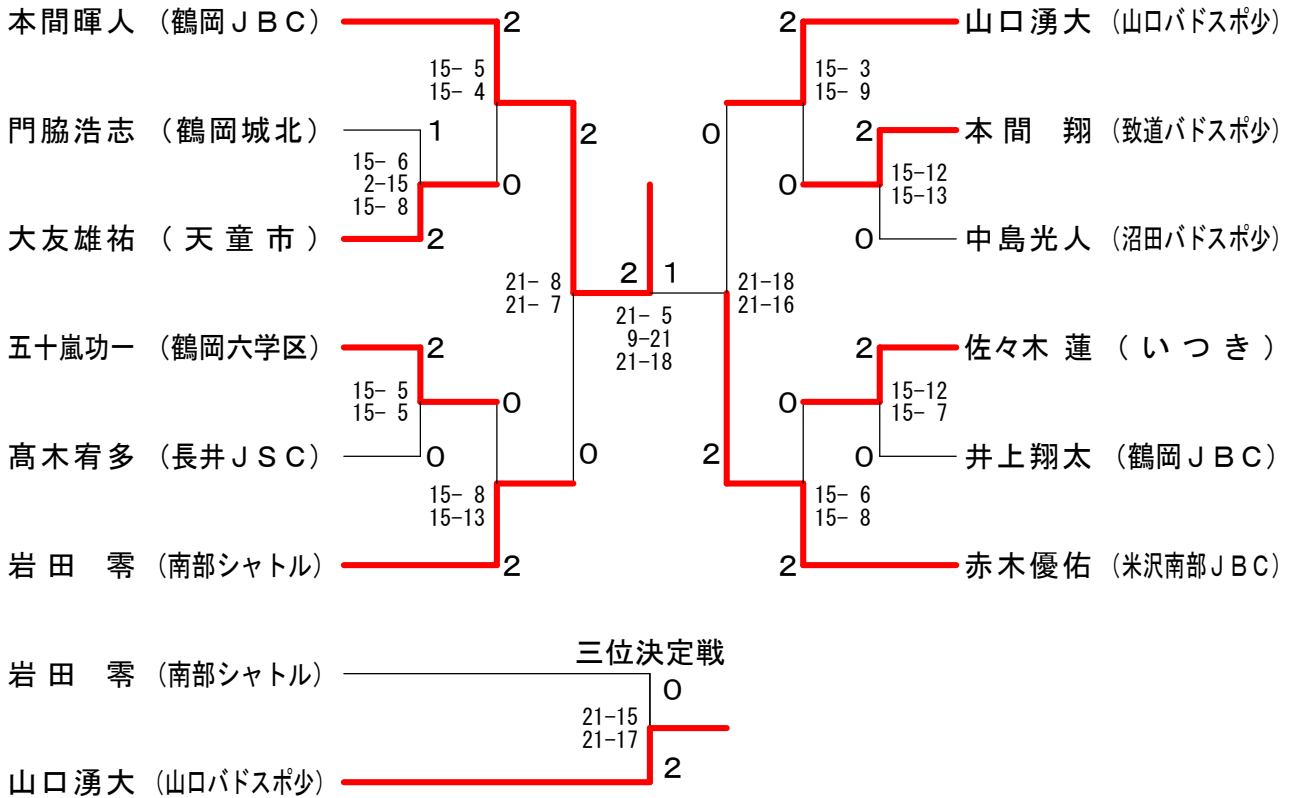 本間暉人 （鶴岡ＪＢＣ） 2 2 山口湧大 （山口バドスポ少）
15- 5 15- 3
15- 4 15- 9
門脇浩志 （鶴岡城北） 1 2 0 2 本間 翔 （致道バドスポ少）
15- 6 15-12
2-15 0 0 15-13
15- 8
大友雄祐 （天童市） 2 0 中島光人 （沼田バドスポ少）
21- 8 2 1 21-18
21- 7 21-16
21- 5
9-21
21-18
五十嵐功一 （鶴岡六学区） 2 2 佐々木 蓮 （いつき）
15- 5 15-12
15- 5 0 0 15- 7
髙木宥多 （長井ＪＳＣ） 0 0 2 0 井上翔太 （鶴岡ＪＢＣ）
15- 8 15- 6
15-13 15- 8
岩田 零 （南部シャトル） 2 2 赤木優佑 （米沢南部ＪＢＣ）
三位決定戦
岩田 零 （南部シャトル） 0
21-15
21-17
山口湧大 （山口バドスポ少） 2